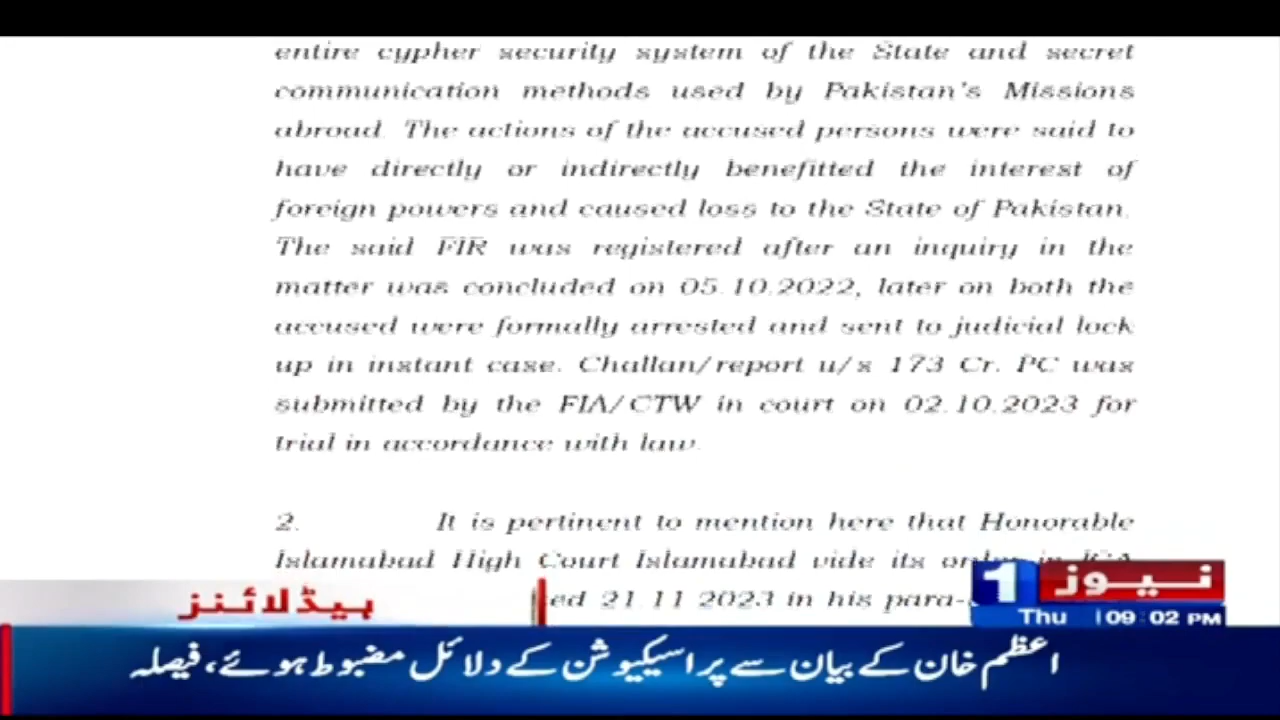 entire cypher security system of the State and secret
communication methods used by Pakistan's Missions
abroad. The actions of the accused persons were said to
have directly or indirectly benefitted the interest of
foreign powers and caused loss to the State of Pakistan.
The said FIR was registered after an inquiry in the
matter was concluded on 05.10.2022, later on both the
accused were formally arrested and sent to judicial lock
up in instant case. Challan/report u/s 173 Cr. PC was
submitted by the FIA/CTW in court on 02.10.2023 for
trial in accordance with law.
2. It is pertinent to mention here that Honorable
Islamabad High Court Islamabad vide its order in ICA
ed 21.11.2023 in his para-
1 نیوز
ہیڈلائنز
Thu 09:02 PM
اعظم خان کے بیان سے پراسیکیوشن کے دلائل مضبوط ہوئے، فیصلہ